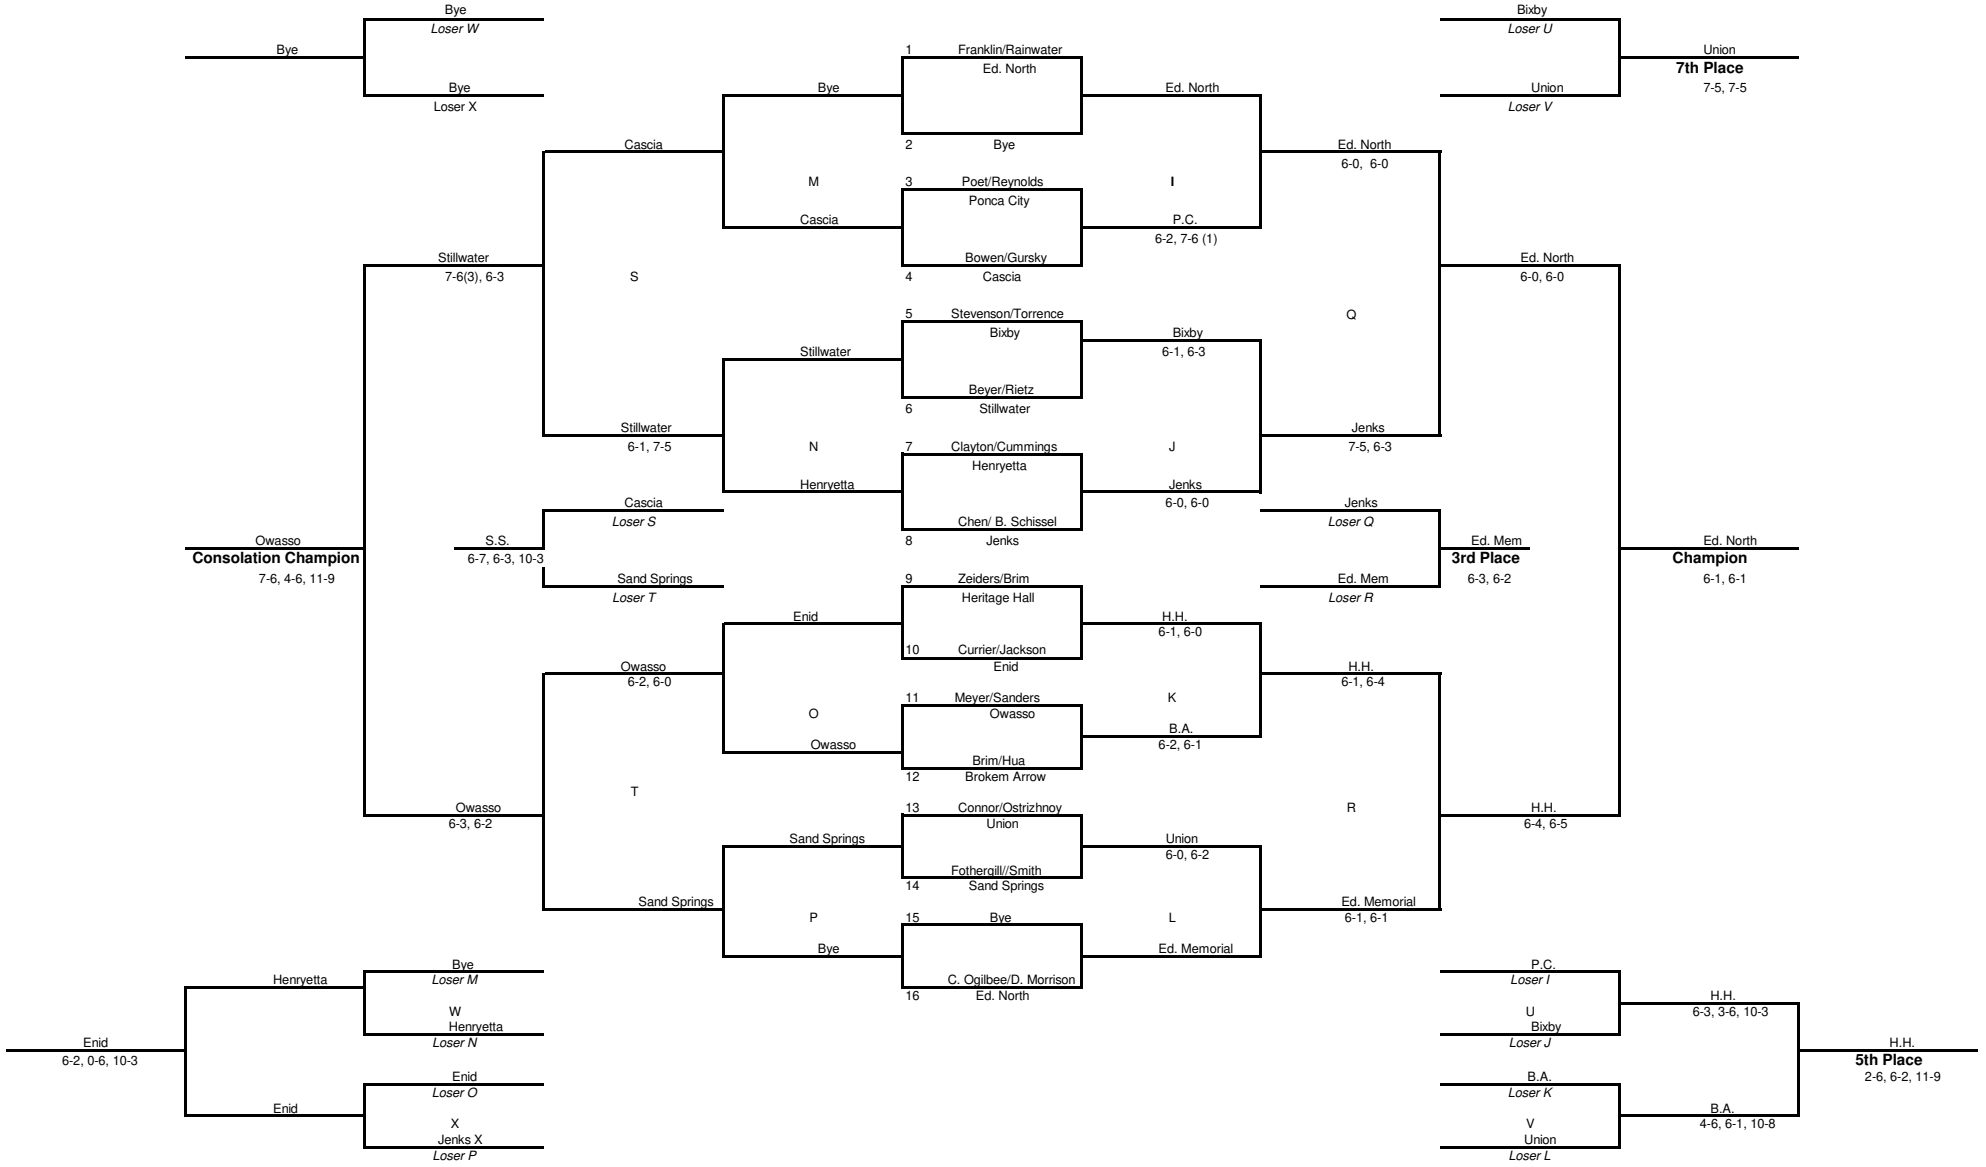 Bye
Loser W
Bye
Bye
Loser X
Bixby
Loser U
Union
7th Place
7-5, 7-5
Union
Loser V
1 Franklin/Rainwater
Ed. North
Bye
Ed. North
2 Bye
Cascia
Ed. North
6-0, 6-0
M
3 Poet/Reynolds
Ponca City
I
Cascia
P.C.
6-2, 7-6 (1)
Bowen/Gursky
4 Cascia
Stillwater
7-6(3), 6-3
S
Ed. North
6-0, 6-0
5 Stevenson/Torrence
Bixby
Q
Bixby
6-1, 6-3
Stillwater
Beyer/Rietz
6 Stillwater
Stillwater
6-1, 7-5
N
7 Clayton/Cummings
Henryetta
J
Jenks
7-5, 6-3
Henryetta
Jenks
6-0, 6-0
Cascia
Loser S
Chen/ B. Schissel
8 Jenks
Jenks
Loser Q
Owasso
Consolation Champion
7-6, 4-6, 11-9
S.S.
6-7, 6-3, 10-3
Ed. Mem
3rd Place
6-3, 6-2
Ed. North
Champion
6-1, 6-1
Sand Springs
Loser T
9 Zeiders/Brim
Heritage Hall
Ed. Mem
Loser R
Enid
H.H.
6-1, 6-0
10 Currier/Jackson
Enid
Owasso
6-2, 6-0
H.H.
6-1, 6-4
O
11 Meyer/Sanders
Owasso
K
Owasso
B.A.
6-2, 6-1
Brim/Hua
12 Brokem Arrow
T
R
Owasso
6-3, 6-2
13 Connor/Ostrizhnoy
Union
H.H.
6-4, 6-5
Sand Springs
Union
6-0, 6-2
Fothergill//Smith
14 Sand Springs
Sand Springs
Ed. Memorial
6-1, 6-1
P
15 Bye
L
Bye
Ed. Memorial
C. Ogilbee/D. Morrison
16 Ed. North
Henryetta
Bye
Loser M
W
Henryetta
Loser N
Enid
6-2, 0-6, 10-3
Enid
Enid
Loser O
X
Jenks X
Loser P
P.C.
Loser I
U
Bixby
Loser J
H.H.
6-3, 3-6, 10-3
H.H.
5th Place
2-6, 6-2, 11-9
B.A.
Loser K
V
Union
Loser L
B.A.
4-6, 6-1, 10-8